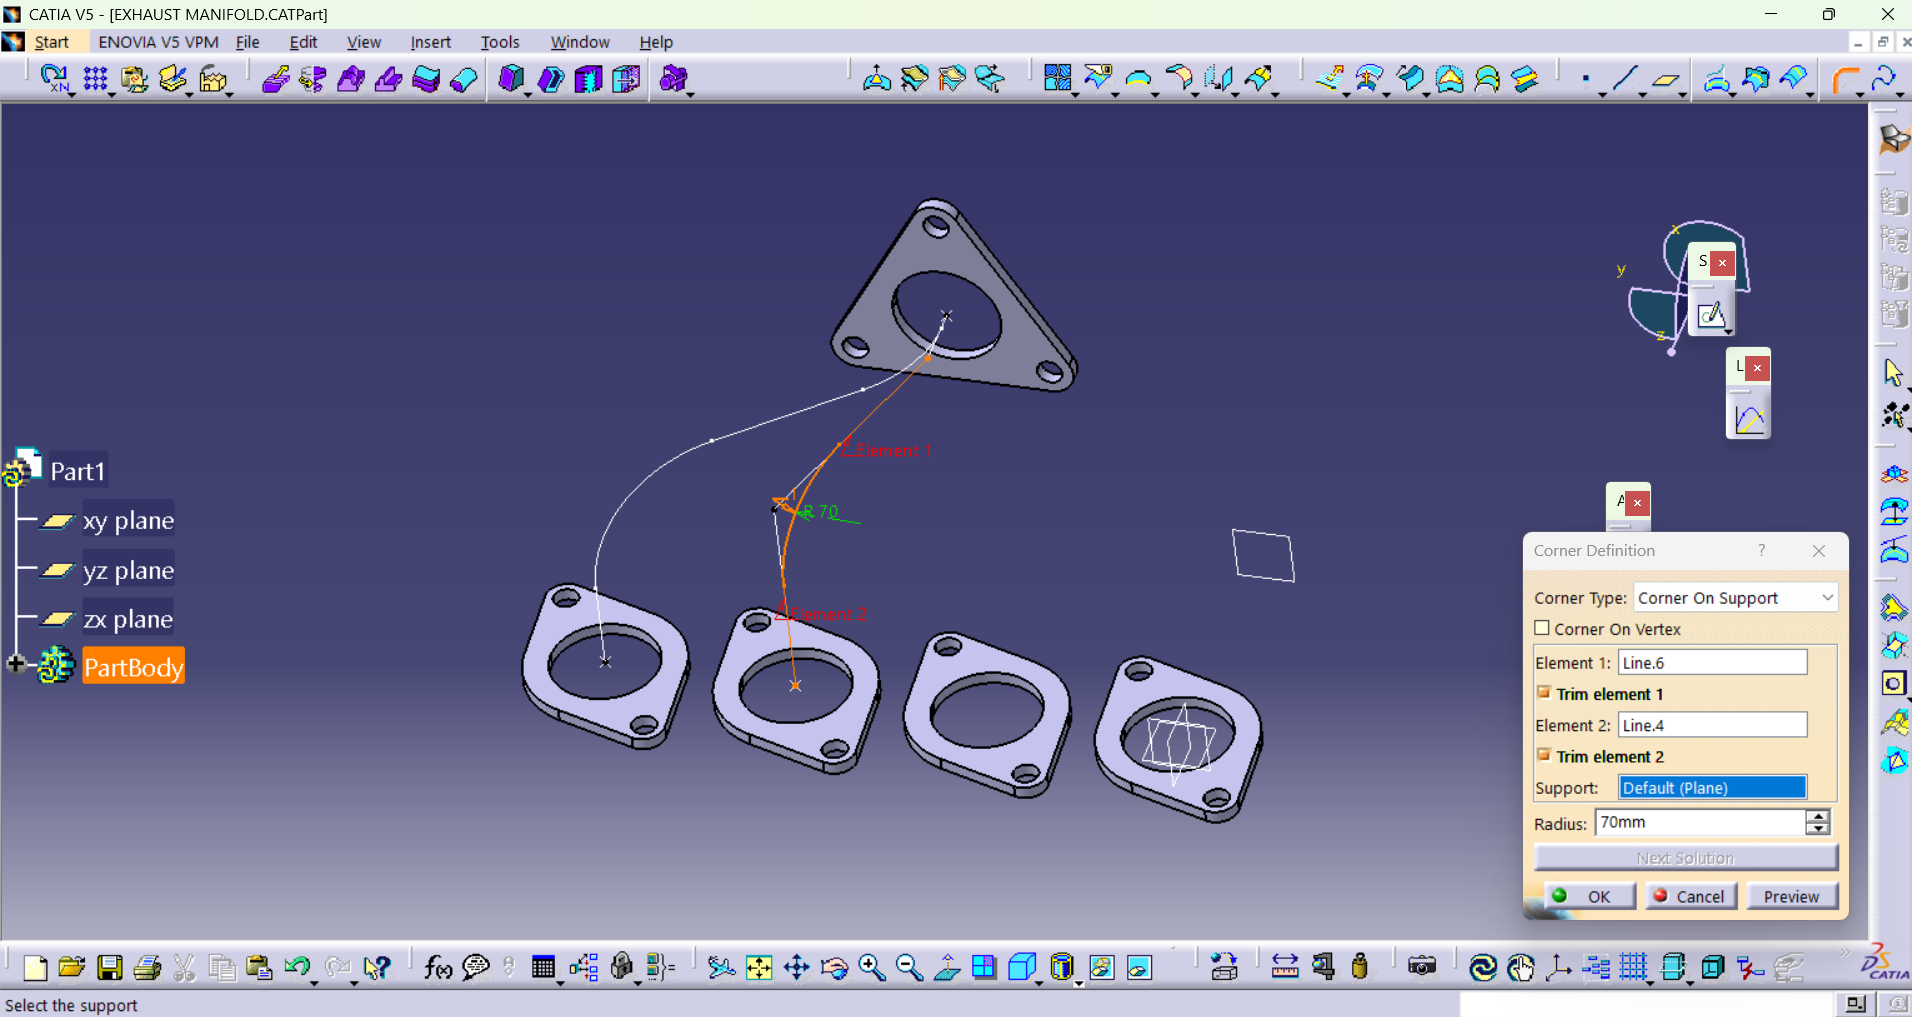 CATIA V5 - [EXHAUST MANIFOLD.CATPart]
Start ENOVIA V5 VPM File Edit View Insert Tools Window Help
x
y
z
S
L
A
Element 1
R 70
Element 2
Part1
xy plane
yz plane
zx plane
PartBody
Corner Definition ?
Corner Type: Corner On Support
Corner On Vertex
Element 1: Line.6
Trim element 1
Element 2: Line.4
Trim element 2
Support: Default (Plane)
Radius: 70mm
Next Solution
OK Cancel Preview
f(x)
CATIA
Select the support